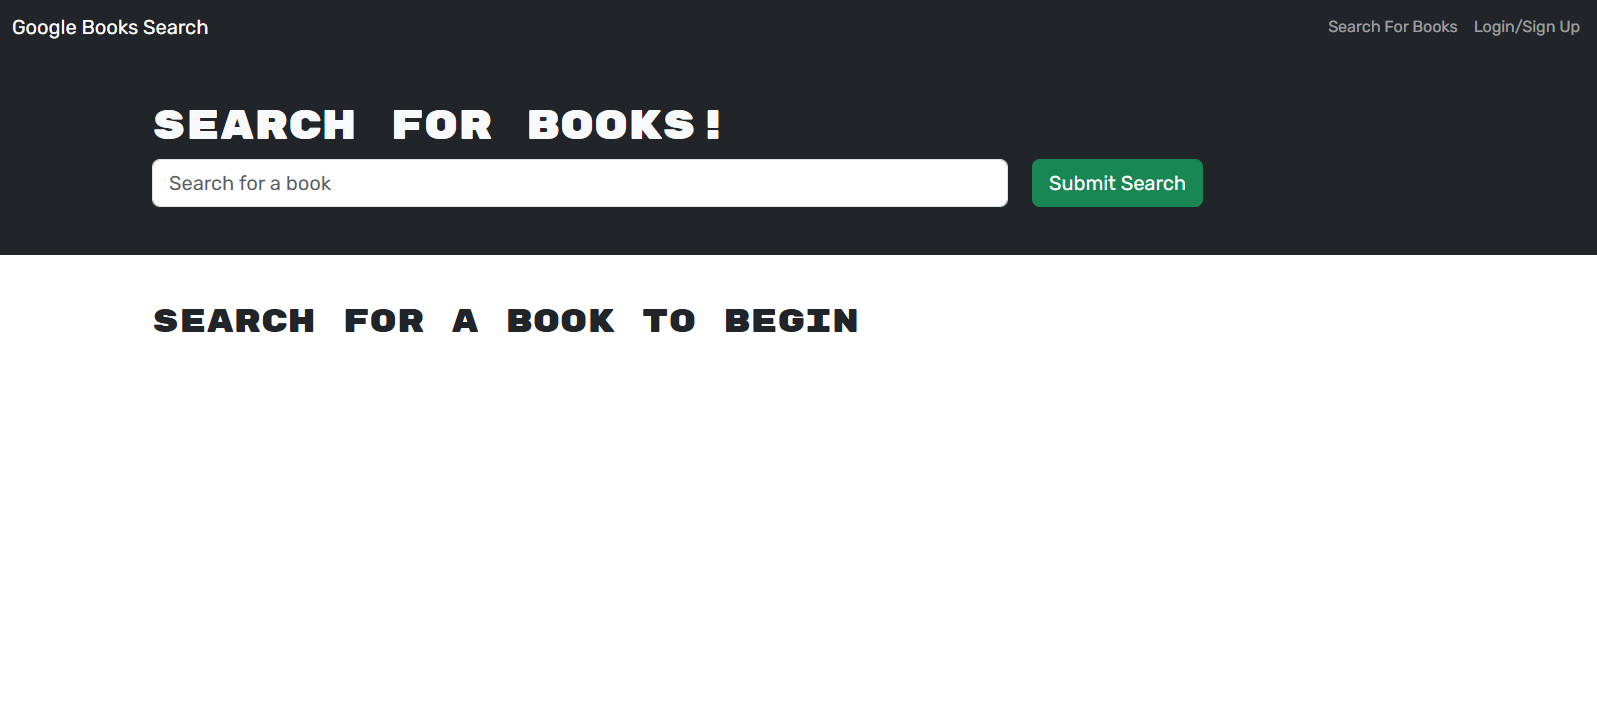 Google Books Search
Search For Books Login/Sign Up
SEARCH FOR BOOKS!
Search for a book
Submit Search
SEARCH FOR A BOOK TO BEGIN